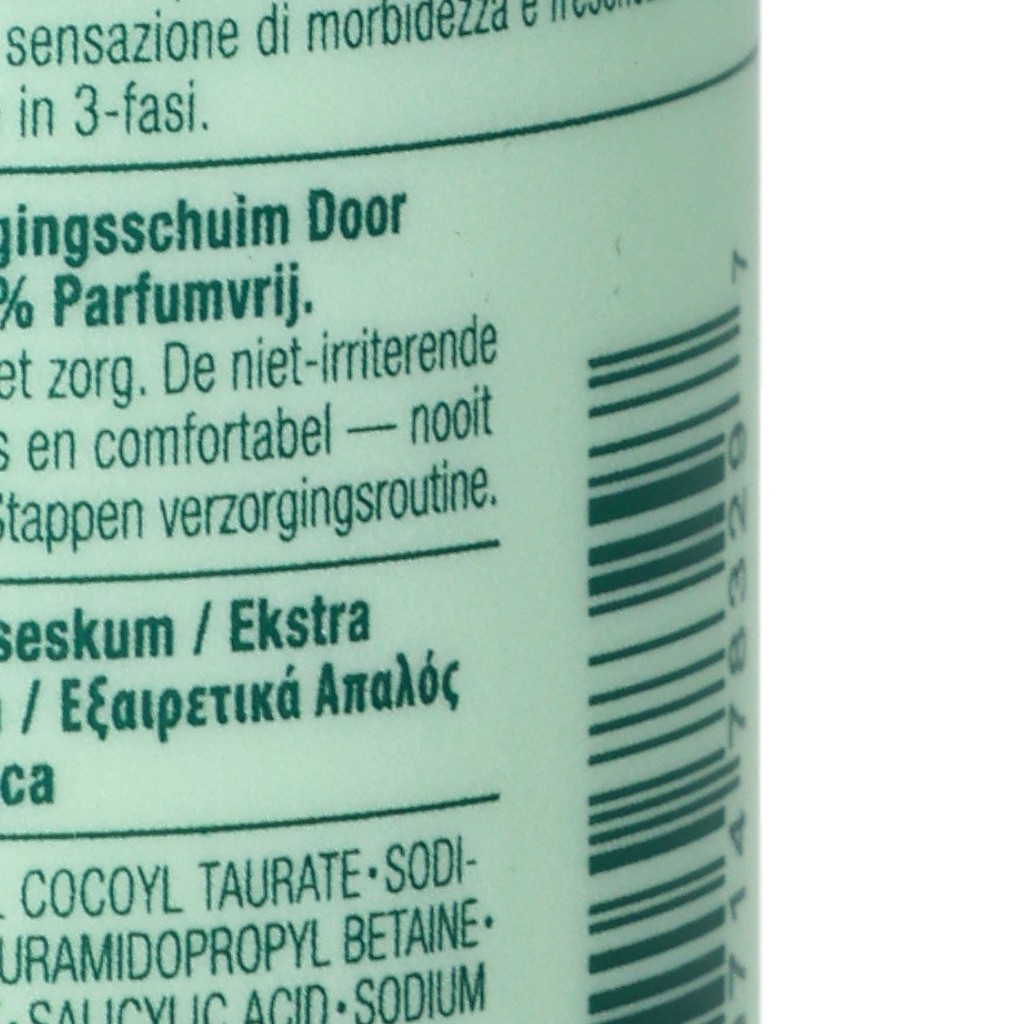 sensazione di morbidezza e
in 3-fasi.
gingsschuim Door
% Parfumvrij.
et zorg. De niet-irriterende
s en comfortabel — nooit
Stappen verzorgingsroutine.
seskum / Ekstra
/ Εξαιρετικά Απαλός
ca
COCOYL TAURATE•SODI-
URAMIDOPROPYL BETAINE•
SALICYLIC ACID•SODIUM
714783297